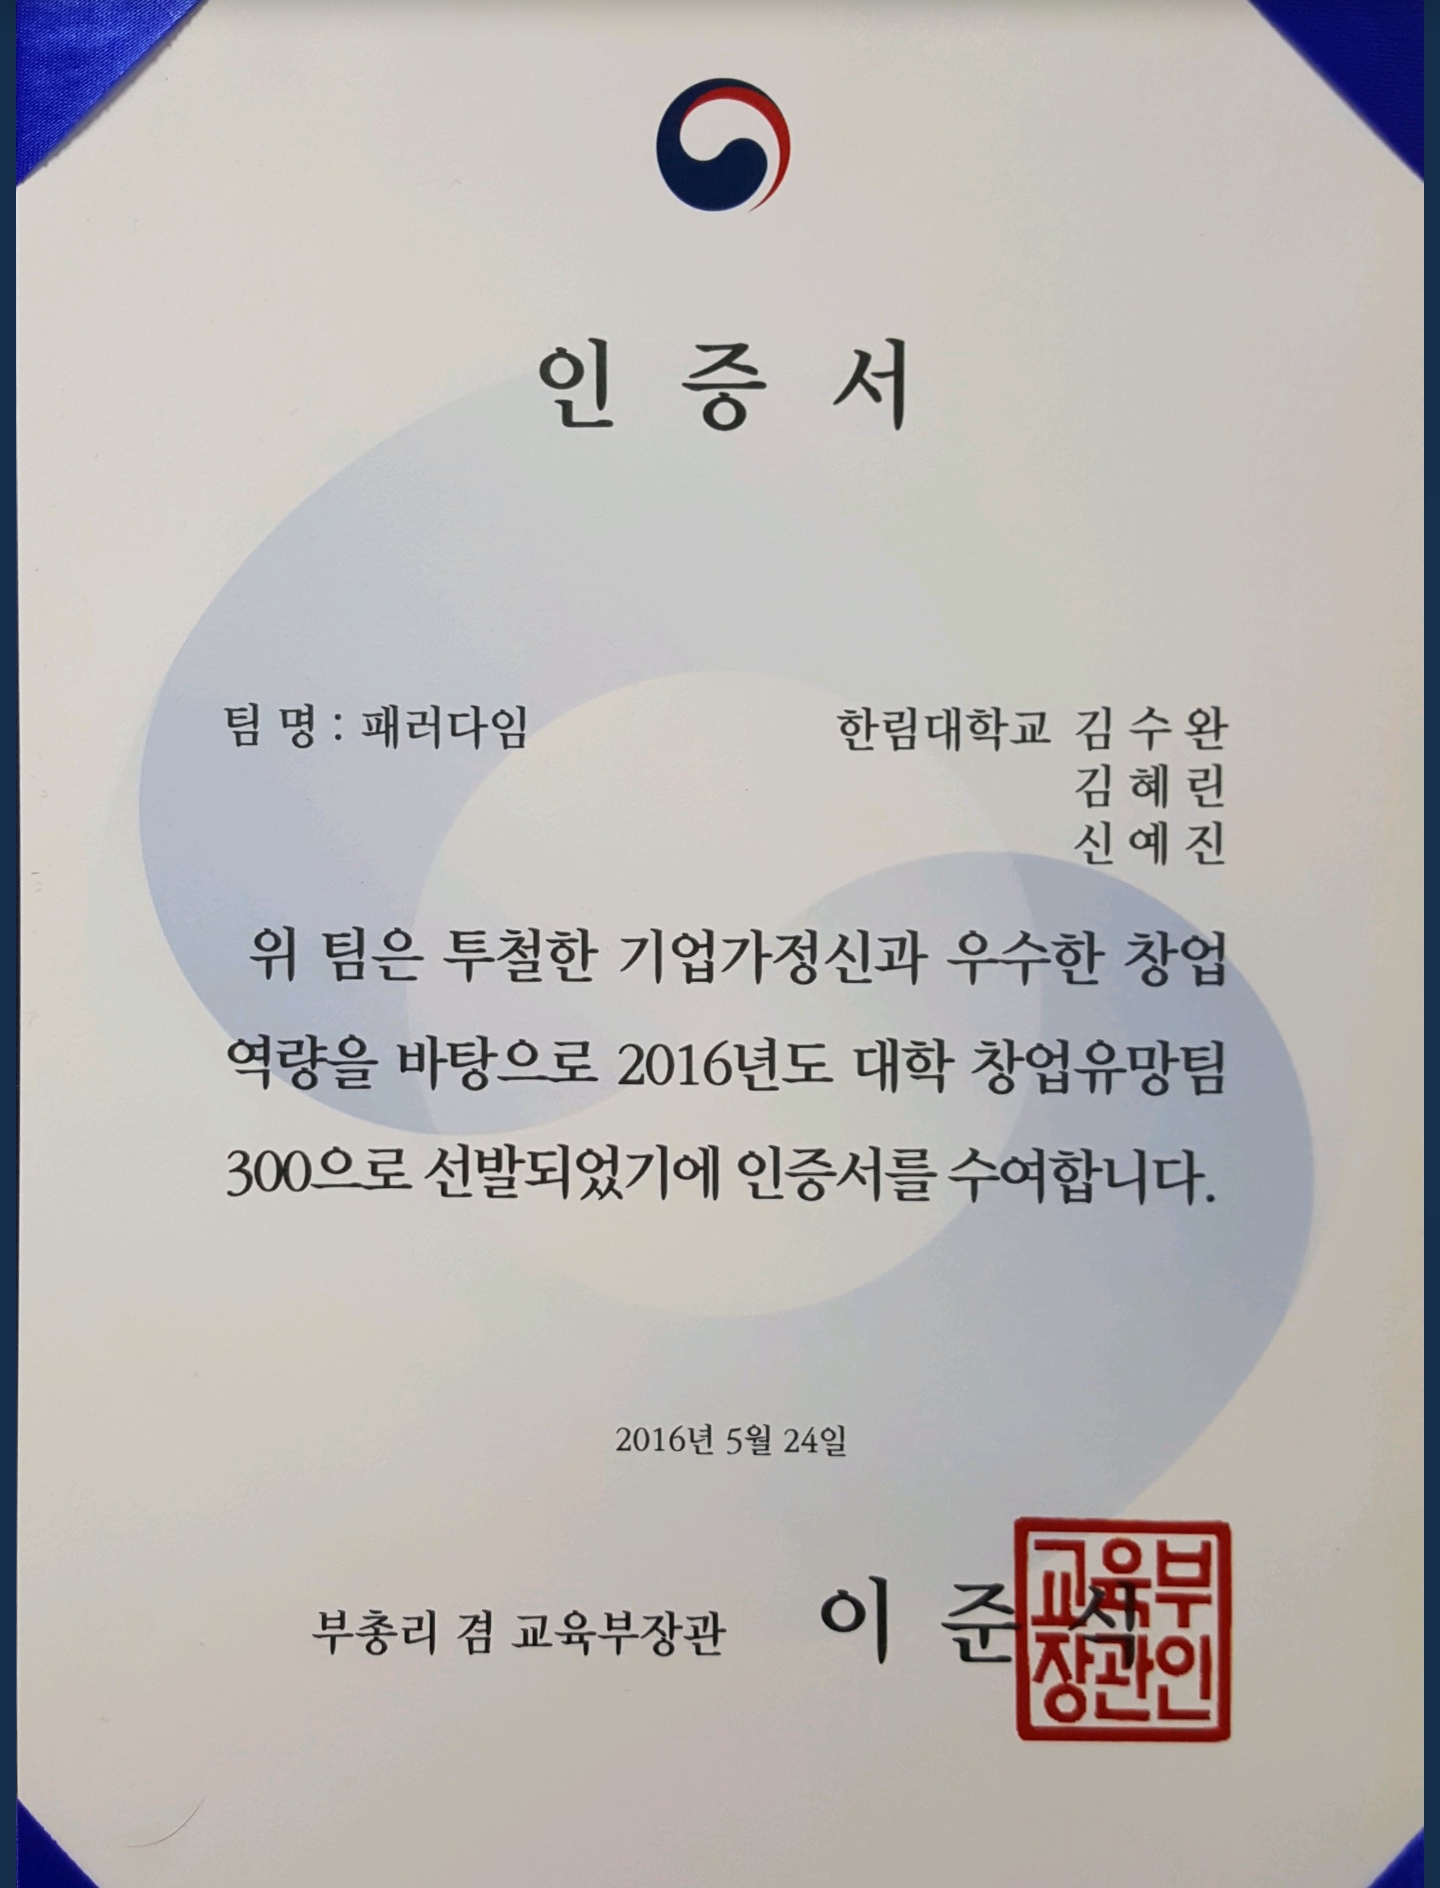 인 증 서
팀 명 : 패러다임
한림대학교 김 수 완
김 혜 린
신 예 진
위 팀은 투철한 기업가정신과 우수한 창업
역량을 바탕으로 2016년도 대학 창업유망팀
300으로 선발되었기에 인증서를 수여합니다.
2016년 5월 24일
부총리 겸 교육부장관 이 준 식
교육부
장관인